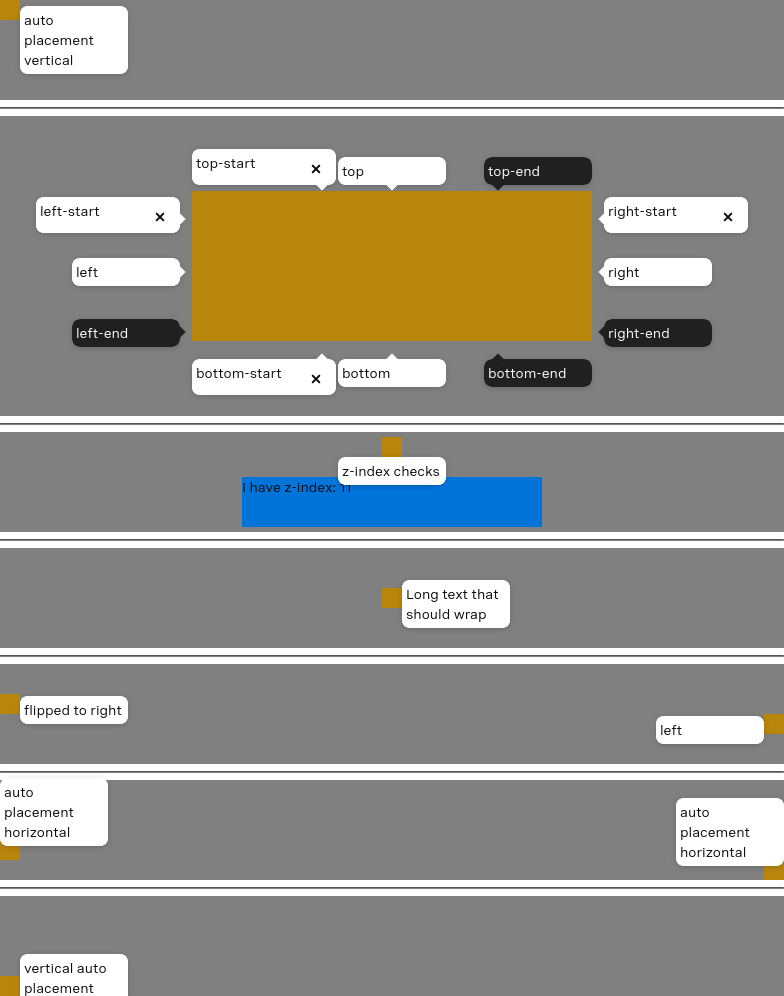 auto
placement
vertical
top-start ×
top
top-end
left-start ×
right-start ×
left
right
left-end
right-end
bottom-start ×
bottom
bottom-end
z-index checks
I have z-index: 1!
Long text that
should wrap
flipped to right
left
auto
placement
horizontal
auto
placement
horizontal
vertical auto
placement